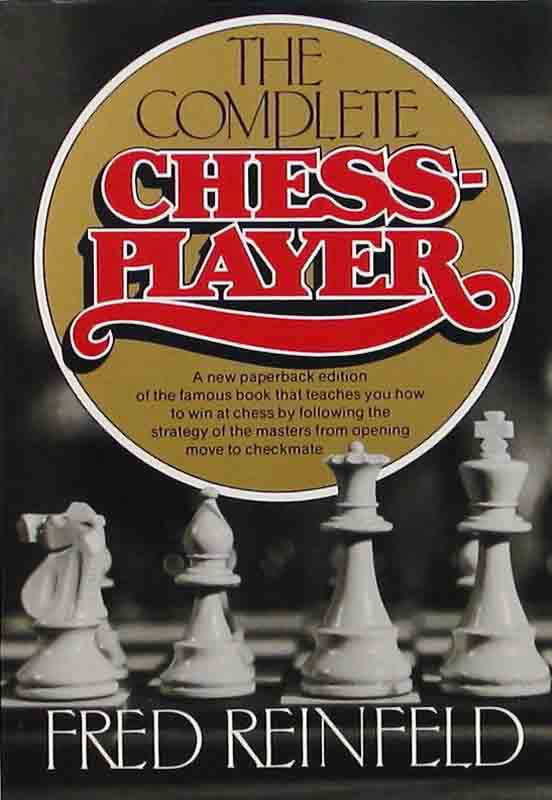 THE
COMPLETE
CHESS-
PLAYER
A new paperback edition
of the famous book that teaches you how
to win at chess by following the
strategy of the masters from opening
move to checkmate
FRED REINFELD